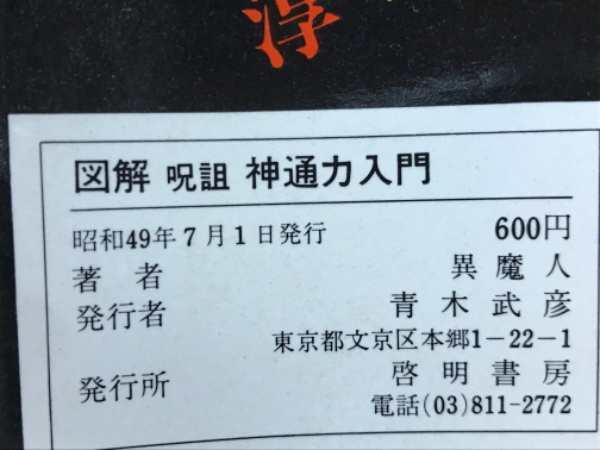 淳
図解 呪詛 神通力入門
昭和49年7月1日発行 600円
著者 異魔人
発行者 青木武彦
東京都文京区本郷1-22-1
発行所 啓明書房
電話(03)811-2772